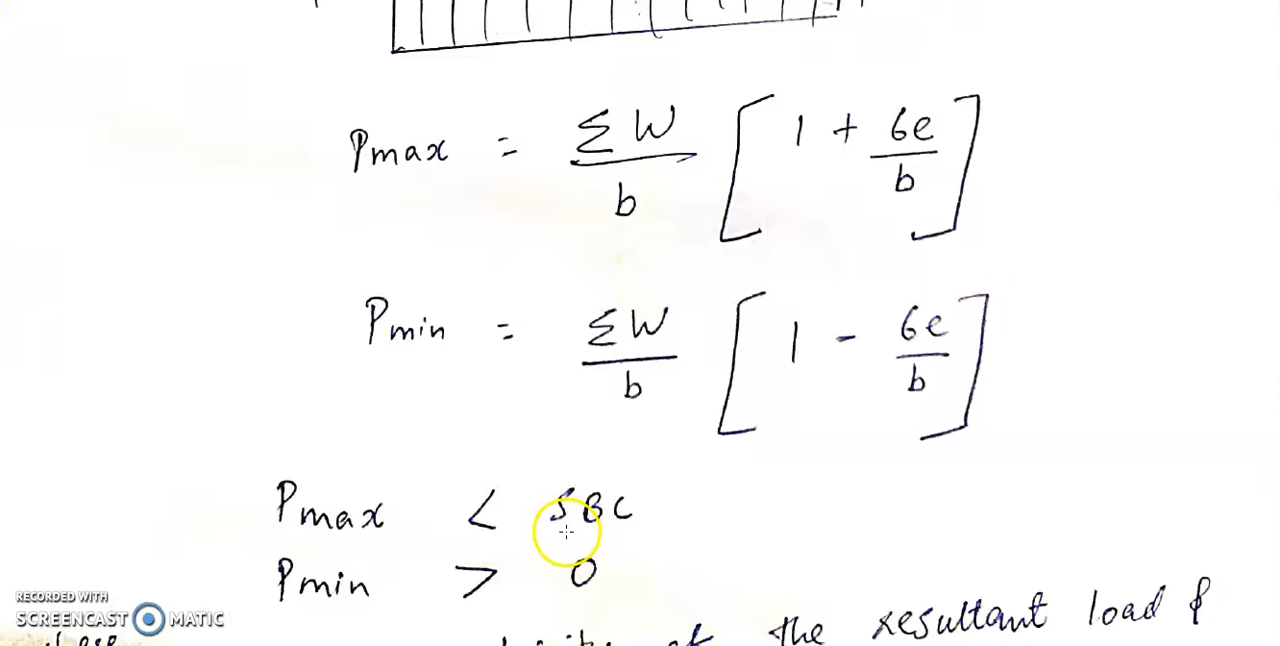 Pmax = ΣW/b [1 + 6e/b]
Pmin = ΣW/b [1 - 6e/b]
Pmax < SBC
Pmin > 0
the resultant load &
RECORDED WITH
SCREENCAST MATIC